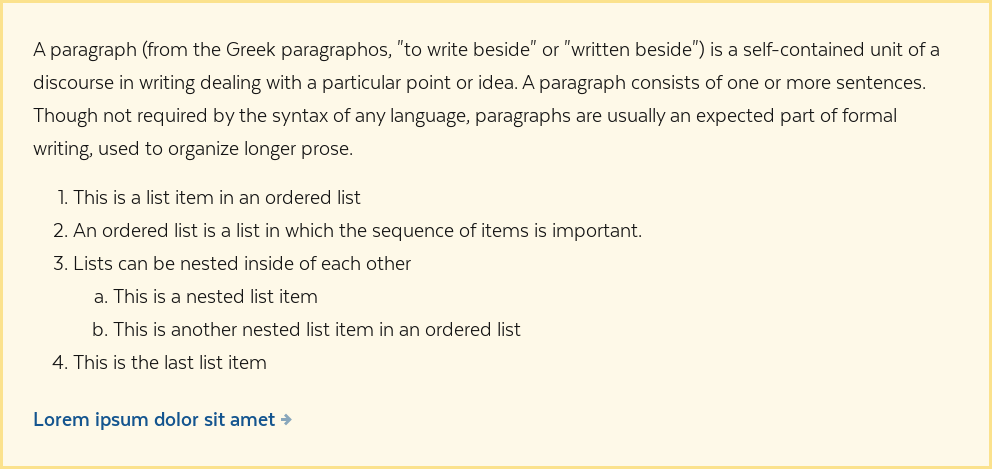 A paragraph (from the Greek paragraphos, "to write beside" or "written beside") is a self-contained unit of a
discourse in writing dealing with a particular point or idea. A paragraph consists of one or more sentences.
Though not required by the syntax of any language, paragraphs are usually an expected part of formal
writing, used to organize longer prose.
1. This is a list item in an ordered list
2. An ordered list is a list in which the sequence of items is important.
3. Lists can be nested inside of each other
a. This is a nested list item
b. This is another nested list item in an ordered list
4. This is the last list item
Lorem ipsum dolor sit amet →